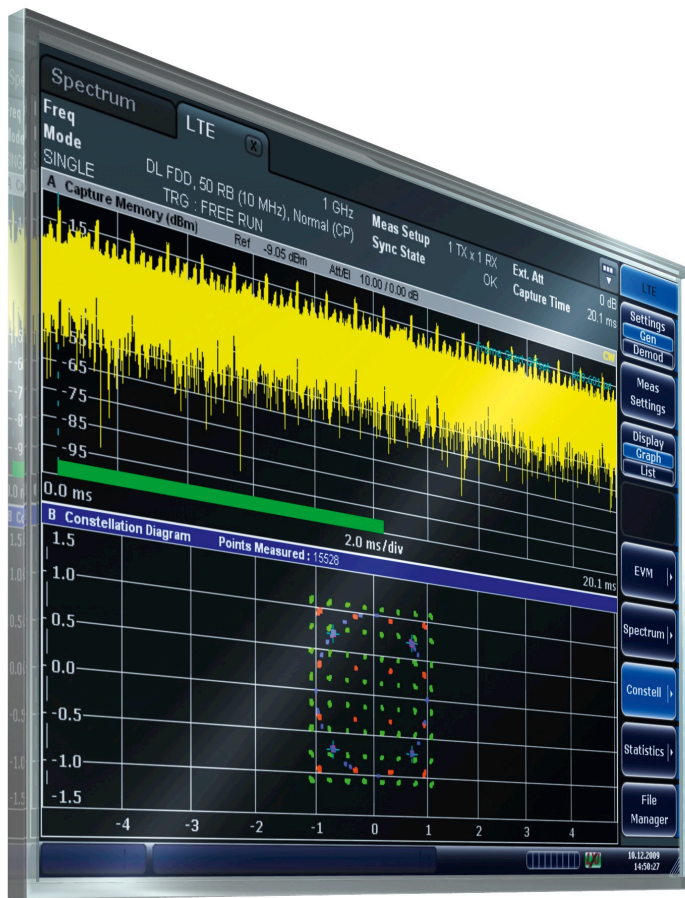 Spectrum
LTE
X
Freq
Mode
SINGLE
1 GHz
DL FDD, 50 RB (10 MHz), Normal (CP)
TRG : FREE RUN
Meas Setup
1 TX x 1 RX
Sync State
OK
Ext. Att
0 dB
Capture Time
20.1 ms
A Capture Memory (dBm)
Ref -9.05 dBm
Att/El 10.00 / 0.00 dB
CW
-15
-55
-65
-75
-85
-95
0.0 ms
2.0 ms/div
20.1 ms
B Constellation Diagram
Points Measured : 15528
1.5
1.0
0.5
0.0
-0.5
-1.0
-1.5
-4 -3 -2 -1 0 1 2 3 4
LTE
Settings
Gen
Demod
Meas
Settings
Display
Graph
List
EVM
Spectrum
Constell
Statistics
File
Manager
10.12.2009
14:50:27